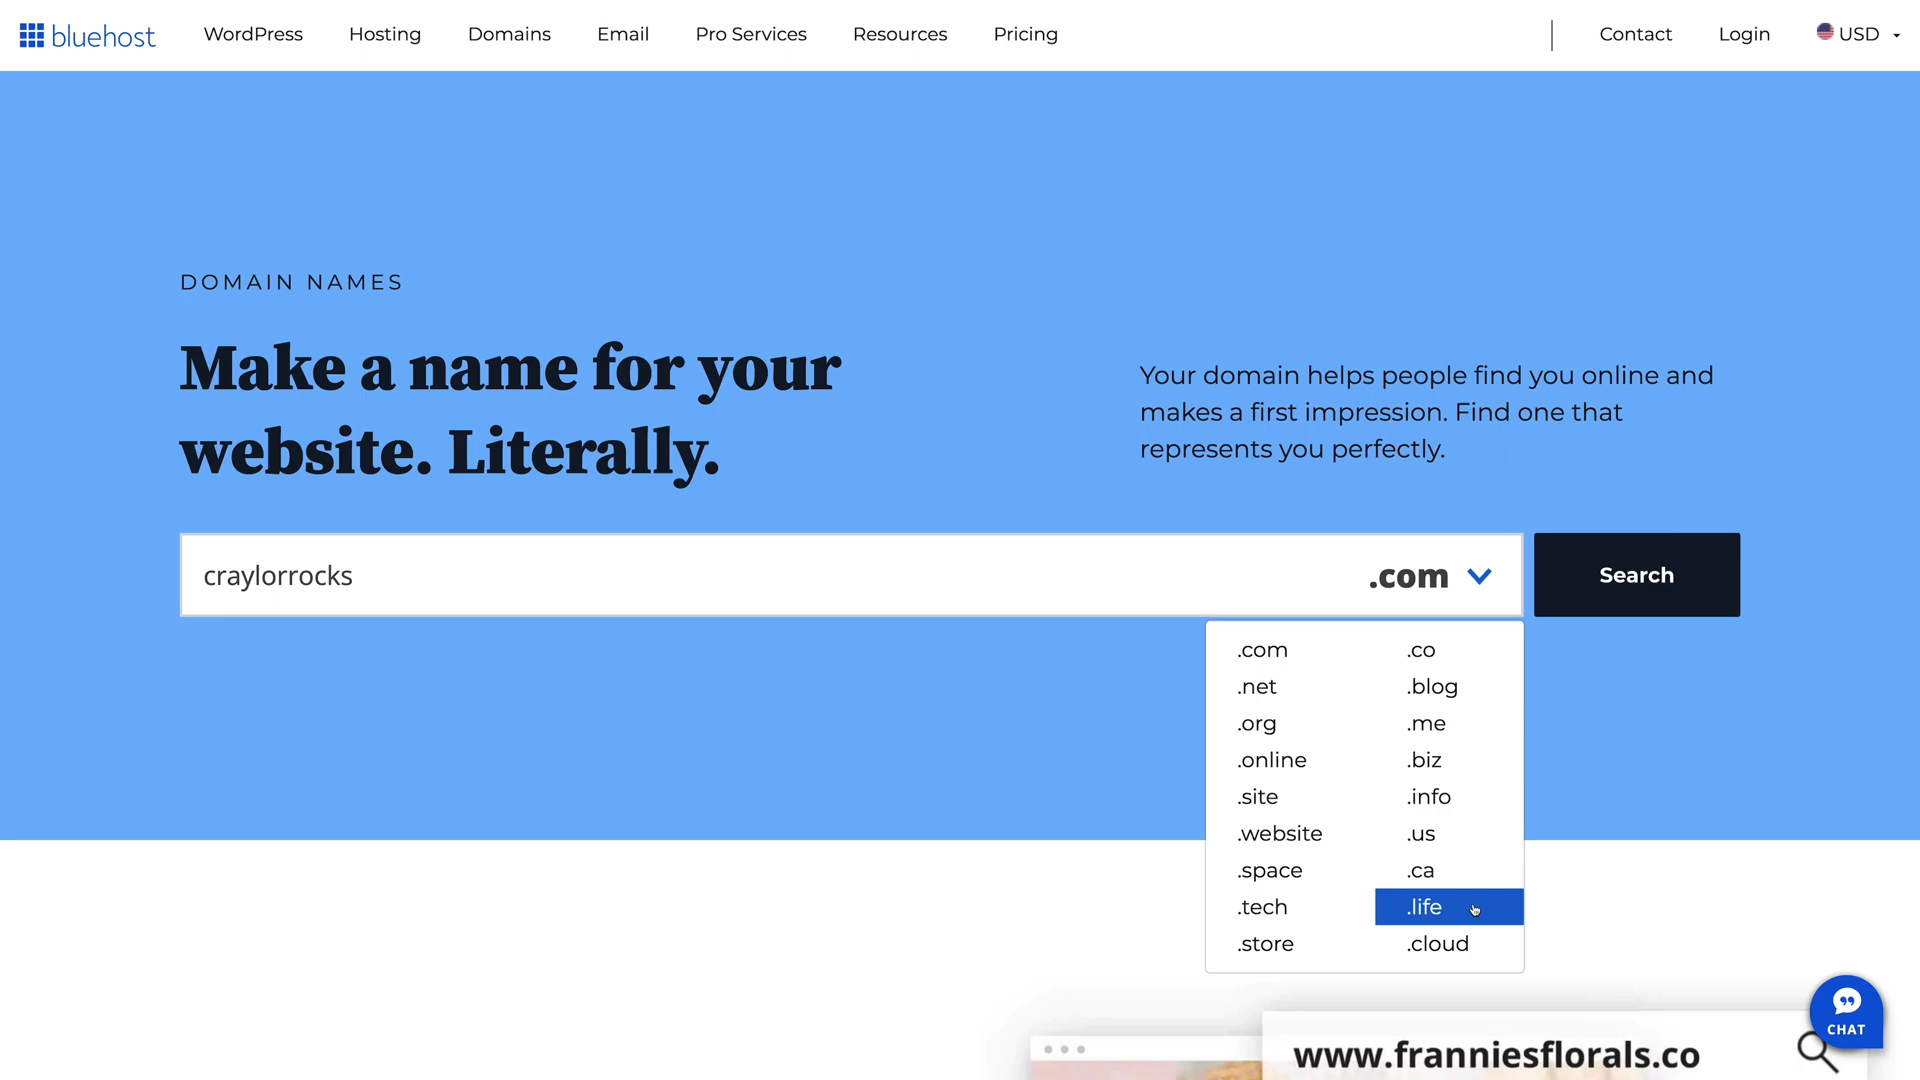 bluehost
WordPress
Hosting
Domains
Email
Pro Services
Resources
Pricing
Contact
Login
USD
DOMAIN NAMES
Make a name for your
website. Literally.
Your domain helps people find you online and
makes a first impression. Find one that
represents you perfectly.
craylorrocks
.com
Search
.com
.net
.org
.online
.site
.website
.space
.tech
.store
.co
.blog
.me
.biz
.info
.us
.ca
.life
.cloud
CHAT
www.franniesflorals.co